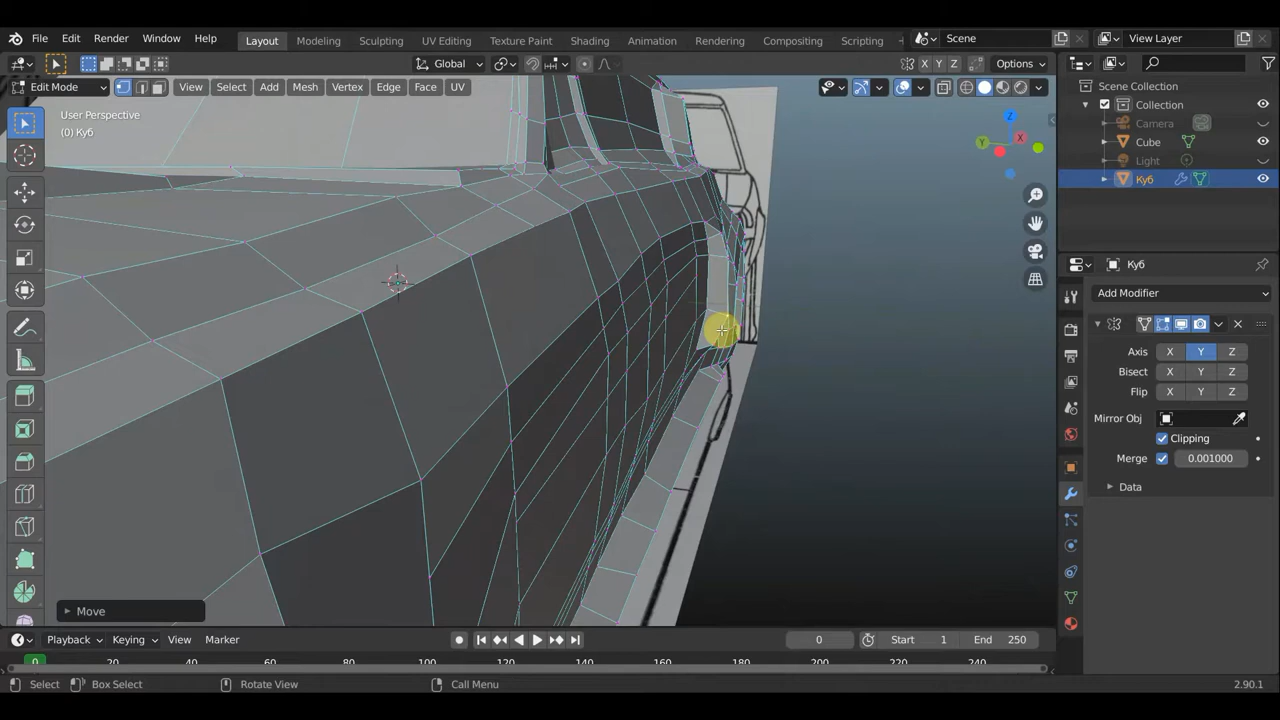 File Edit Render Window Help Layout Modeling Sculpting UV Editing Texture Paint Shading Animation Rendering Compositing Scripting Scene View Layer
Global X Y Z Options
Edit Mode View Select Add Mesh Vertex Edge Face UV
User Perspective
(0) Куб
Z
Y
X
Scene Collection
Collection
Camera
Cube
Light
Куб
Куб
Add Modifier
Axis X Y Z
Bisect X Y Z
Flip X Y Z
Mirror Obj
Clipping
Merge 0.001000
Data
Move
Playback Keying View Marker 0 Start 1 End 250
0 20 40 60 80 100 120 140 160 180 200 220 240
Select Box Select Rotate View Call Menu 2.90.1